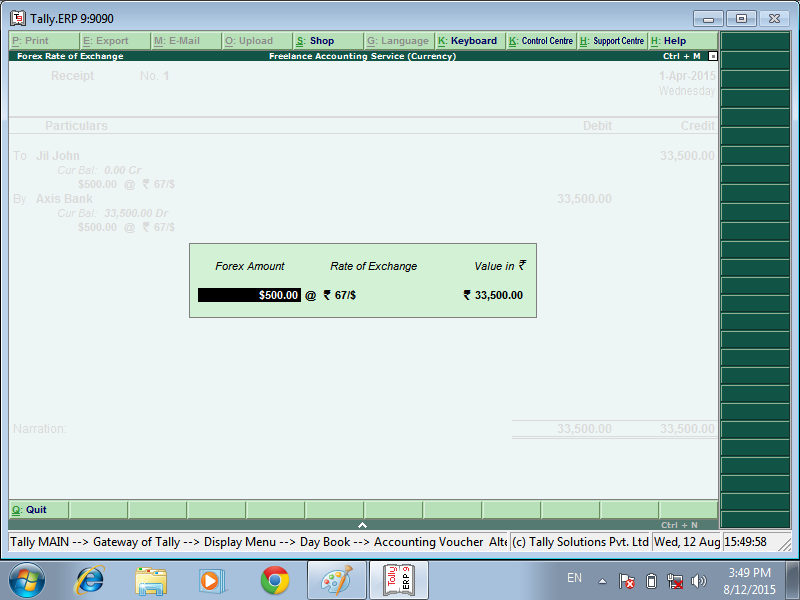 Tally.ERP 9:9090
P: Print E: Export M: E-Mail O: Upload S: Shop G: Language K: Keyboard K: Control Centre H: Support Centre H: Help
Forex Rate of Exchange Freelance Accounting Service (Currency) Ctrl + M
Receipt No. 1 1-Apr-2015
Wednesday
Particulars Debit Credit
To Jil John 33,500.00
Cur Bal: 0.00 Cr
$500.00 @ ₹ 67/$
By Axis Bank 33,500.00
Cur Bal: 33,500.00 Dr
$500.00 @ ₹ 67/$
Forex Amount Rate of Exchange Value in ₹
$500.00 @ ₹ 67/$ ₹ 33,500.00
Narration: 33,500.00 33,500.00
Q: Quit
Ctrl + N
Tally MAIN --> Gateway of Tally --> Display Menu --> Day Book --> Accounting Voucher Alte (c) Tally Solutions Pvt. Ltd Wed, 12 Aug 15:49:58
Tally ERP 9
EN 3:49 PM
8/12/2015